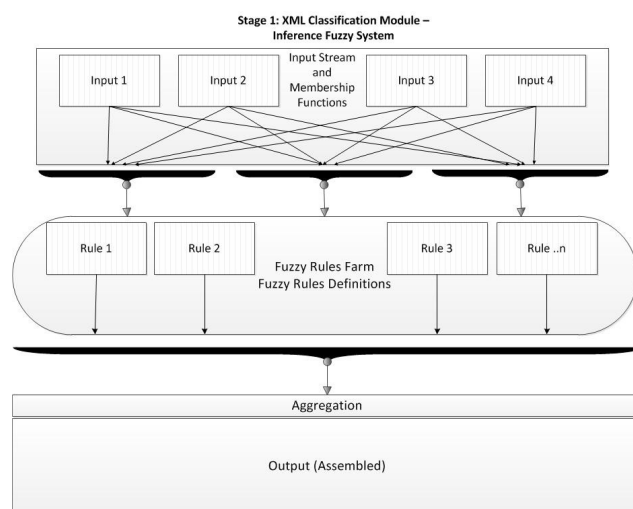 Stage 1: XML Classification Module –
Inference Fuzzy System
Input 1
Input 2
Input Stream
and
Membership
Functions
Input 3
Input 4
Rule 1
Rule 2
Fuzzy Rules Farm
Fuzzy Rules Definitions
Rule 3
Rule ..n
Aggregation
Output (Assembled)